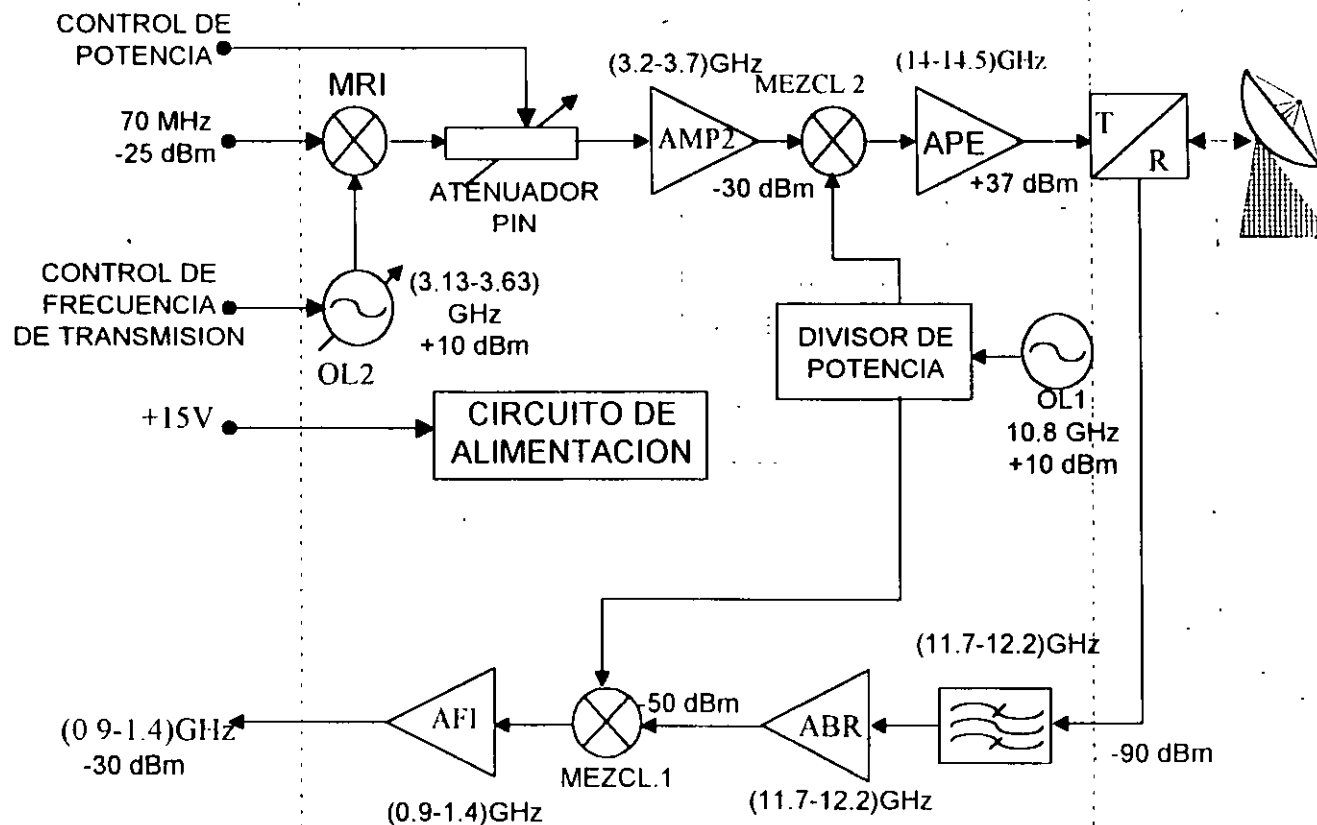 CONTROL DE
POTENCIA
70 MHz
-25 dBm
MRI
ATENUADOR
PIN
(3.2-3.7)GHz
AMP2
-30 dBm
MEZCL 2
(14-14.5)GHz
APE
+37 dBm
T
R
CONTROL DE
FRECUENCIA
DE TRANSMISION
(3.13-3.63)
GHz
+10 dBm
OL2
DIVISOR DE
POTENCIA
OL1
10.8 GHz
+10 dBm
+15V
CIRCUITO DE
ALIMENTACION
(0 9-1.4)GHz
-30 dBm
AFI
(0.9-1.4)GHz
MEZCL.1
-50 dBm
ABR
(11.7-12.2)GHz
(11.7-12.2)GHz
-90 dBm